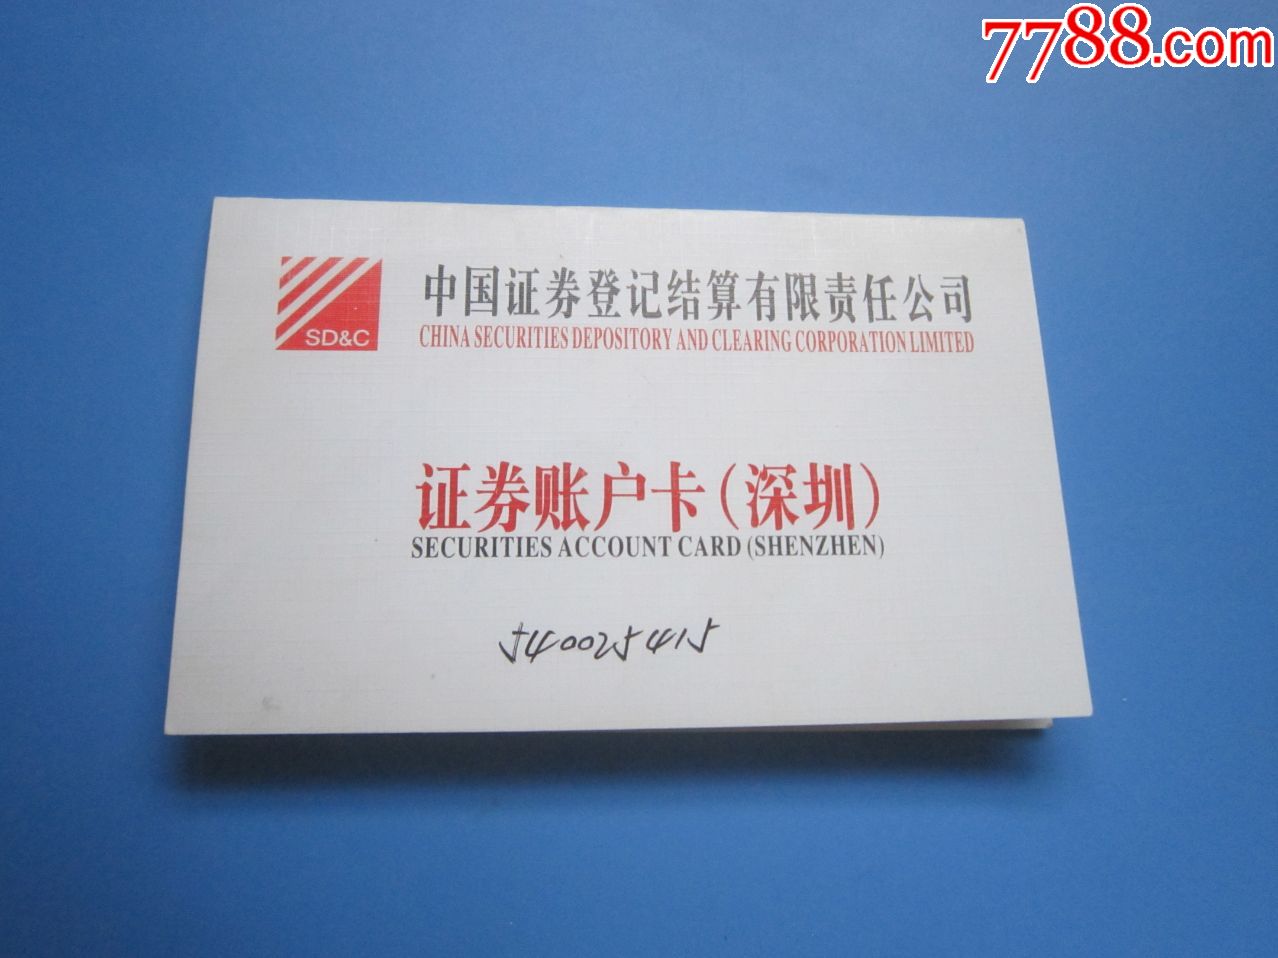 7788.com
SD&C
中国证券登记结算有限责任公司
CHINA SECURITIES DEPOSITORY AND CLEARING CORPORATION LIMITED
证券账户卡（深圳）
SECURITIES ACCOUNT CARD (SHENZHEN)
540025415